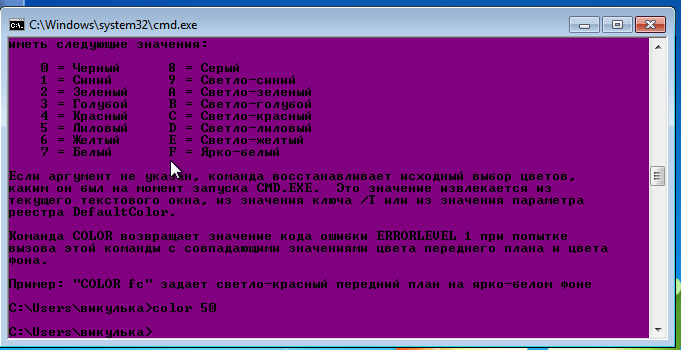 C:\Windows\system32\cmd.exe
иметь следующие значения:
0 = Черный 8 = Серый
1 = Синий 9 = Светло-синий
2 = Зеленый A = Светло-зеленый
3 = Голубой B = Светло-голубой
4 = Красный C = Светло-красный
5 = Лиловый D = Светло-лиловый
6 = Желтый E = Светло-желтый
7 = Белый F = Ярко-белый
Если аргумент не указан, команда восстанавливает исходный выбор цветов,
каким он был на момент запуска CMD.EXE. Это значение извлекается из
текущего текстового окна, из значения ключа /T или из значения параметра
реестра DefaultColor.
Команда COLOR возвращает значение кода ошибки ERRORLEVEL 1 при попытке
вызова этой команды с совпадающими значениями цвета переднего плана и цвета
фона.
Пример: "COLOR fc" задает светло-красный передний план на ярко-белом фоне
C:\Users\викулька>color 50
C:\Users\викулька>